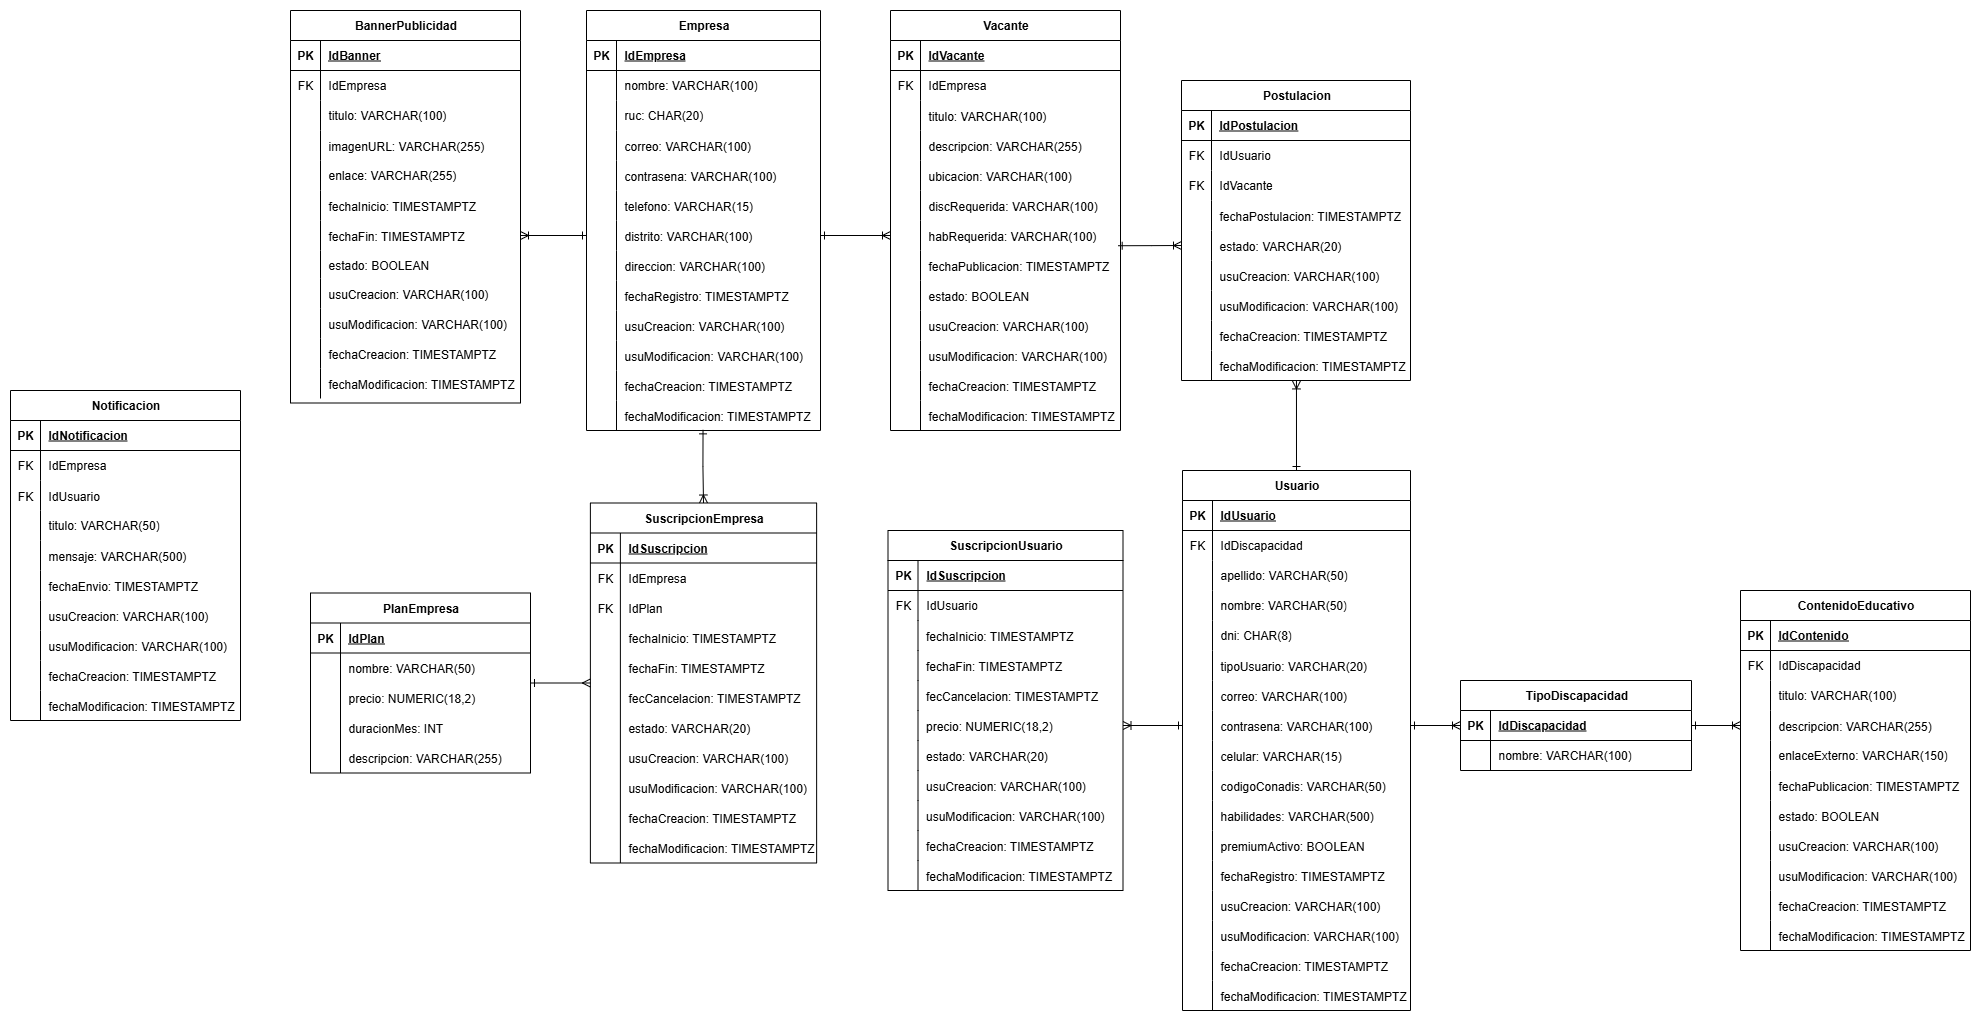 BannerPublicidad
PK IdBanner
FK IdEmpresa
titulo: VARCHAR(100)
imagenURL: VARCHAR(255)
enlace: VARCHAR(255)
fechaInicio: TIMESTAMPTZ
fechaFin: TIMESTAMPTZ
estado: BOOLEAN
usuCreacion: VARCHAR(100)
usuModificacion: VARCHAR(100)
fechaCreacion: TIMESTAMPTZ
fechaModificacion: TIMESTAMPTZ
Empresa
PK IdEmpresa
nombre: VARCHAR(100)
ruc: CHAR(20)
correo: VARCHAR(100)
contrasena: VARCHAR(100)
telefono: VARCHAR(15)
distrito: VARCHAR(100)
direccion: VARCHAR(100)
fechaRegistro: TIMESTAMPTZ
usuCreacion: VARCHAR(100)
usuModificacion: VARCHAR(100)
fechaCreacion: TIMESTAMPTZ
fechaModificacion: TIMESTAMPTZ
Vacante
PK IdVacante
FK IdEmpresa
titulo: VARCHAR(100)
descripcion: VARCHAR(255)
ubicacion: VARCHAR(100)
discRequerida: VARCHAR(100)
habRequerida: VARCHAR(100)
fechaPublicacion: TIMESTAMPTZ
estado: BOOLEAN
usuCreacion: VARCHAR(100)
usuModificacion: VARCHAR(100)
fechaCreacion: TIMESTAMPTZ
fechaModificacion: TIMESTAMPTZ
Postulacion
PK IdPostulacion
FK IdUsuario
FK IdVacante
fechaPostulacion: TIMESTAMPTZ
estado: VARCHAR(20)
usuCreacion: VARCHAR(100)
usuModificacion: VARCHAR(100)
fechaCreacion: TIMESTAMPTZ
fechaModificacion: TIMESTAMPTZ
Notificacion
PK IdNotificacion
FK IdEmpresa
FK IdUsuario
titulo: VARCHAR(50)
mensaje: VARCHAR(500)
fechaEnvio: TIMESTAMPTZ
usuCreacion: VARCHAR(100)
usuModificacion: VARCHAR(100)
fechaCreacion: TIMESTAMPTZ
fechaModificacion: TIMESTAMPTZ
PlanEmpresa
PK IdPlan
nombre: VARCHAR(50)
precio: NUMERIC(18,2)
duracionMes: INT
descripcion: VARCHAR(255)
SuscripcionEmpresa
PK IdSuscripcion
FK IdEmpresa
FK IdPlan
fechaInicio: TIMESTAMPTZ
fechaFin: TIMESTAMPTZ
fecCancelacion: TIMESTAMPTZ
estado: VARCHAR(20)
usuCreacion: VARCHAR(100)
usuModificacion: VARCHAR(100)
fechaCreacion: TIMESTAMPTZ
fechaModificacion: TIMESTAMPTZ
SuscripcionUsuario
PK IdSuscripcion
FK IdUsuario
fechaInicio: TIMESTAMPTZ
fechaFin: TIMESTAMPTZ
fecCancelacion: TIMESTAMPTZ
precio: NUMERIC(18,2)
estado: VARCHAR(20)
usuCreacion: VARCHAR(100)
usuModificacion: VARCHAR(100)
fechaCreacion: TIMESTAMPTZ
fechaModificacion: TIMESTAMPTZ
Usuario
PK IdUsuario
FK IdDiscapacidad
apellido: VARCHAR(50)
nombre: VARCHAR(50)
dni: CHAR(8)
tipoUsuario: VARCHAR(20)
correo: VARCHAR(100)
contrasena: VARCHAR(100)
celular: VARCHAR(15)
codigoConadis: VARCHAR(50)
habilidades: VARCHAR(500)
premiumActivo: BOOLEAN
fechaRegistro: TIMESTAMPTZ
usuCreacion: VARCHAR(100)
usuModificacion: VARCHAR(100)
fechaCreacion: TIMESTAMPTZ
fechaModificacion: TIMESTAMPTZ
TipoDiscapacidad
PK IdDiscapacidad
nombre: VARCHAR(100)
ContenidoEducativo
PK IdContenido
FK IdDiscapacidad
titulo: VARCHAR(100)
descripcion: VARCHAR(255)
enlaceExterno: VARCHAR(150)
fechaPublicacion: TIMESTAMPTZ
estado: BOOLEAN
usuCreacion: VARCHAR(100)
usuModificacion: VARCHAR(100)
fechaCreacion: TIMESTAMPTZ
fechaModificacion: TIMESTAMPTZ